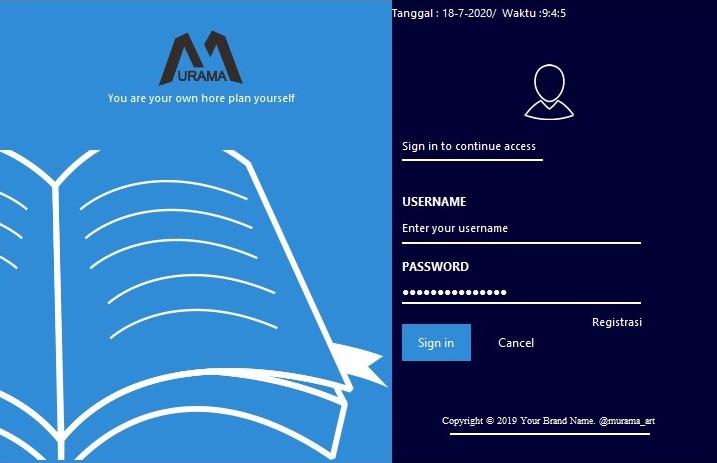 MURAMA
You are your own hore plan yourself
Tanggal : 18-7-2020/ Waktu :9:4:5
Sign in to continue access
USERNAME
Enter your username
PASSWORD
•••••••••••••••
Registrasi
Sign in
Cancel
Copyright © 2019 Your Brand Name. @murama_art